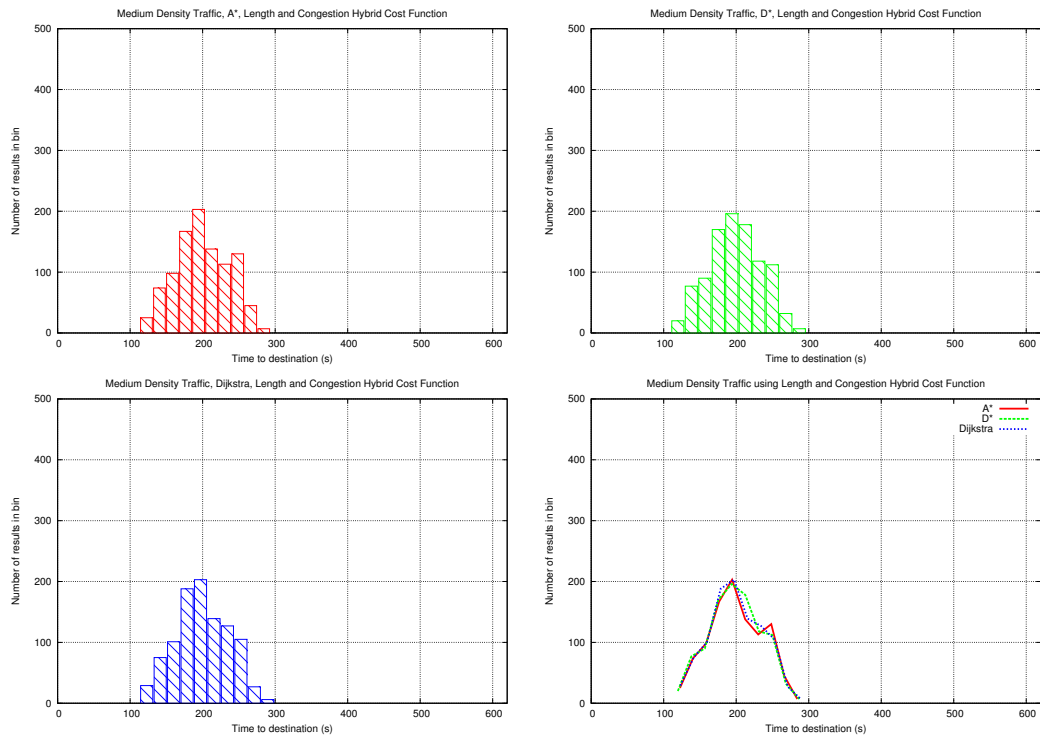 Medium Density Traffic, A*, Length and Congestion Hybrid Cost Function
500
400
300
200
100
0
Number of results in bin
0 100 200 300 400 500 600
Time to destination (s)
Medium Density Traffic, D*, Length and Congestion Hybrid Cost Function
500
400
300
200
100
0
Number of results in bin
0 100 200 300 400 500 600
Time to destination (s)
Medium Density Traffic, Dijkstra, Length and Congestion Hybrid Cost Function
500
400
300
200
100
0
Number of results in bin
0 100 200 300 400 500 600
Time to destination (s)
Medium Density Traffic using Length and Congestion Hybrid Cost Function
A*
D*
Dijkstra
500
400
300
200
100
0
Number of results in bin
0 100 200 300 400 500 600
Time to destination (s)